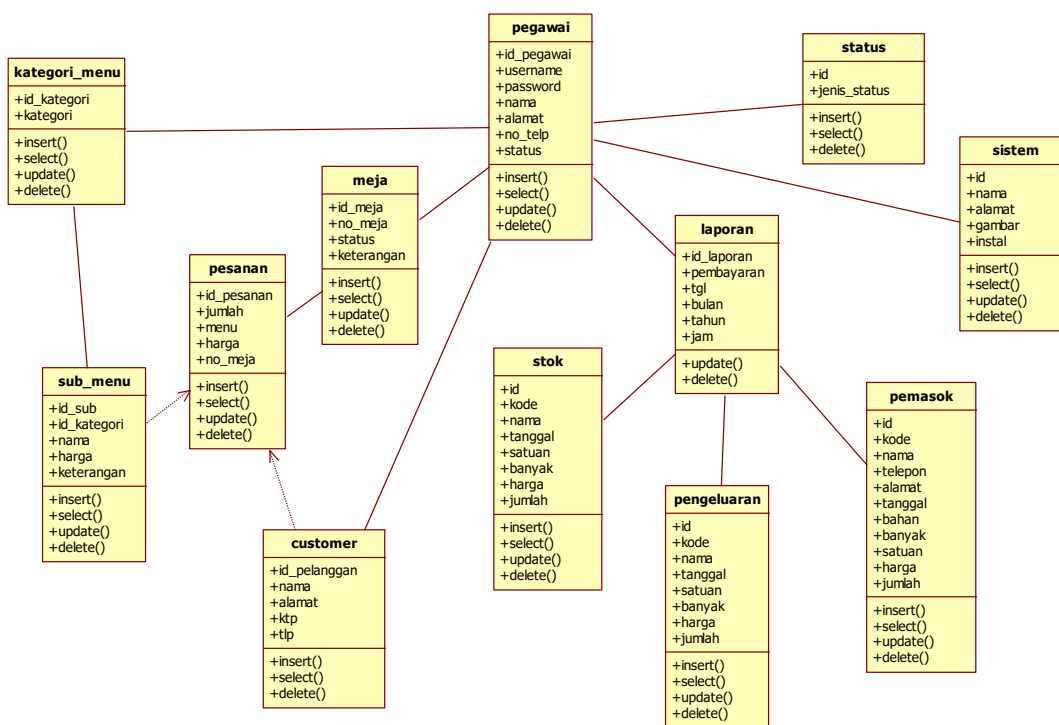 pegawai
+id_pegawai
+username
+password
+nama
+alamat
+no_telp
+status
+insert()
+select()
+update()
+delete()
status
+id
+jenis_status
+insert()
+select()
+delete()
kategori_menu
+id_kategori
+kategori
+insert()
+select()
+update()
+delete()
sistem
+id
+nama
+alamat
+gambar
+instal
+insert()
+select()
+update()
+delete()
meja
+id_meja
+no_meja
+status
+keterangan
+insert()
+select()
+update()
+delete()
laporan
+id_laporan
+pembayaran
+tgl
+bulan
+tahun
+jam
+update()
+delete()
pesanan
+id_pesanan
+jumlah
+menu
+harga
+no_meja
+insert()
+select()
+update()
+delete()
stok
+id
+kode
+nama
+tanggal
+satuan
+banyak
+harga
+jumlah
+insert()
+select()
+update()
+delete()
sub_menu
+id_sub
+id_kategori
+nama
+harga
+keterangan
+insert()
+select()
+update()
+delete()
pemasok
+id
+kode
+nama
+telepon
+alamat
+tanggal
+bahan
+banyak
+satuan
+harga
+jumlah
+insert()
+select()
+update()
+delete()
pengeluaran
+id
+kode
+nama
+tanggal
+satuan
+banyak
+harga
+jumlah
+insert()
+select()
+update()
+delete()
customer
+id_pelanggan
+nama
+alamat
+ktp
+tlp
+insert()
+select()
+delete()